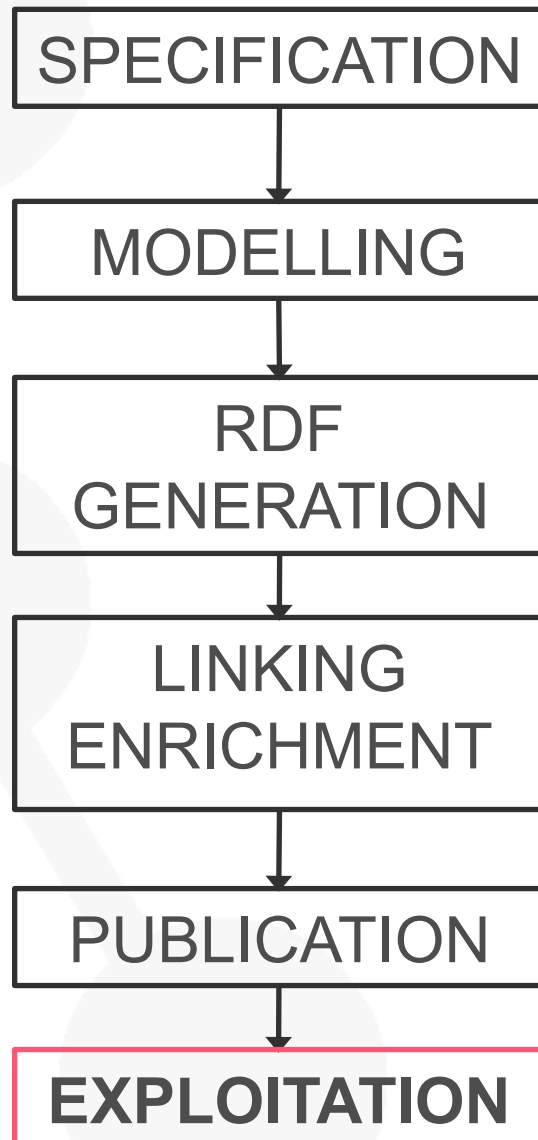 SPECIFICATION
MODELLING
RDF
GENERATION
LINKING
ENRICHMENT
PUBLICATION
EXPLOITATION